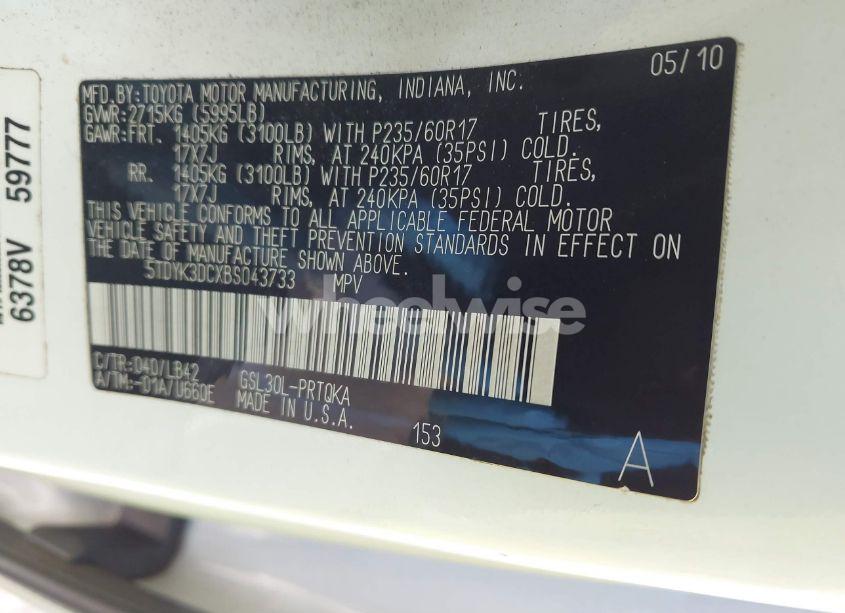 05/10
MFD.BY:TOYOTA MOTOR MANUFACTURING, INDIANA, INC.
GVWR:2715KG (5995LB)
GAWR:FRT. 1405KG (3100LB) WITH P235/60R17 TIRES,
17X7J RIMS, AT 240KPA (35PSI) COLD.
RR. 1405KG (3100LB) WITH P235/60R17 TIRES,
17X7J RIMS, AT 240KPA (35PSI) COLD.
THIS VEHICLE CONFORMS TO ALL APPLICABLE FEDERAL MOTOR
VEHICLE SAFETY AND THEFT PREVENTION STANDARDS IN EFFECT ON
THE DATE OF MANUFACTURE SHOWN ABOVE.
5TDYK3DCXBS043733 MPV
C/TR:040/LB42
A/TM:-01A/U660E GSL30L-PRTQKA
MADE IN U.S.A.
153
A
6378V 59777
wheelwise